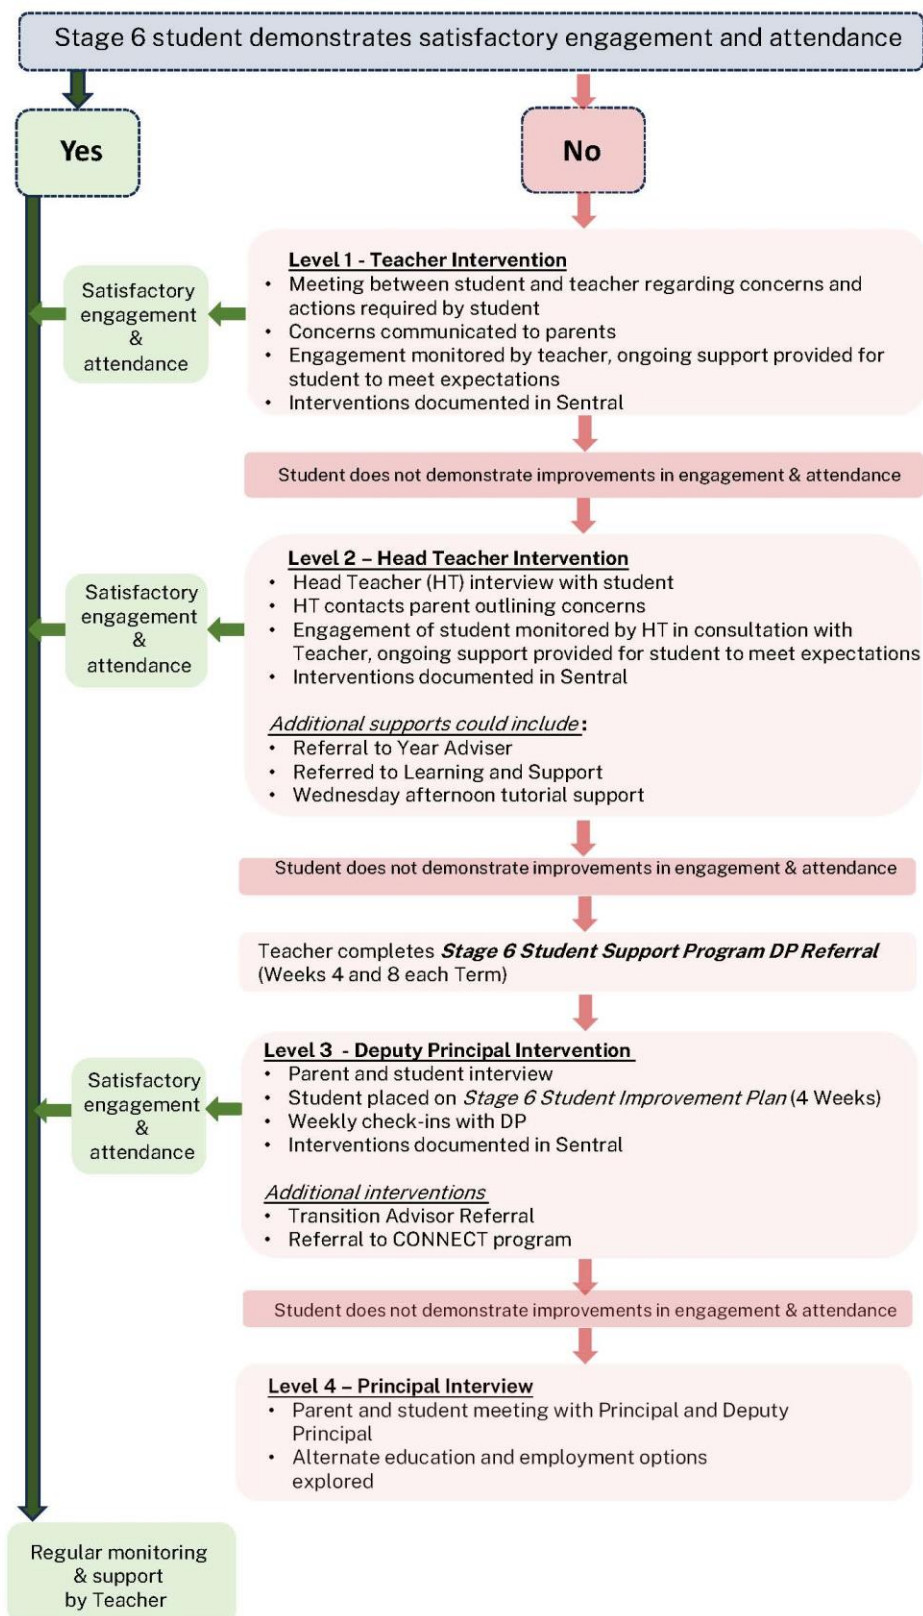 Stage 6 student demonstrates satisfactory engagement and attendance
Yes
No
Level 1 - Teacher Intervention
• Meeting between student and teacher regarding concerns and
actions required by student
• Concerns communicated to parents
• Engagement monitored by teacher, ongoing support provided for
student to meet expectations
• Interventions documented in Sentral
Satisfactory
engagement
&
attendance
Student does not demonstrate improvements in engagement & attendance
Level 2 – Head Teacher Intervention
• Head Teacher (HT) interview with student
• HT contacts parent outlining concerns
• Engagement of student monitored by HT in consultation with
Teacher, ongoing support provided for student to meet expectations
• Interventions documented in Sentral
Additional supports could include:
• Referral to Year Adviser
• Referred to Learning and Support
• Wednesday afternoon tutorial support
Satisfactory
engagement
&
attendance
Student does not demonstrate improvements in engagement & attendance
Teacher completes Stage 6 Student Support Program DP Referral
(Weeks 4 and 8 each Term)
Level 3 - Deputy Principal Intervention
• Parent and student interview
• Student placed on Stage 6 Student Improvement Plan (4 Weeks)
• Weekly check-ins with DP
• Interventions documented in Sentral
Additional interventions
• Transition Advisor Referral
• Referral to CONNECT program
Satisfactory
engagement
&
attendance
Student does not demonstrate improvements in engagement & attendance
Level 4 – Principal Interview
• Parent and student meeting with Principal and Deputy
Principal
• Alternate education and employment options
explored
Regular monitoring
& support
by Teacher